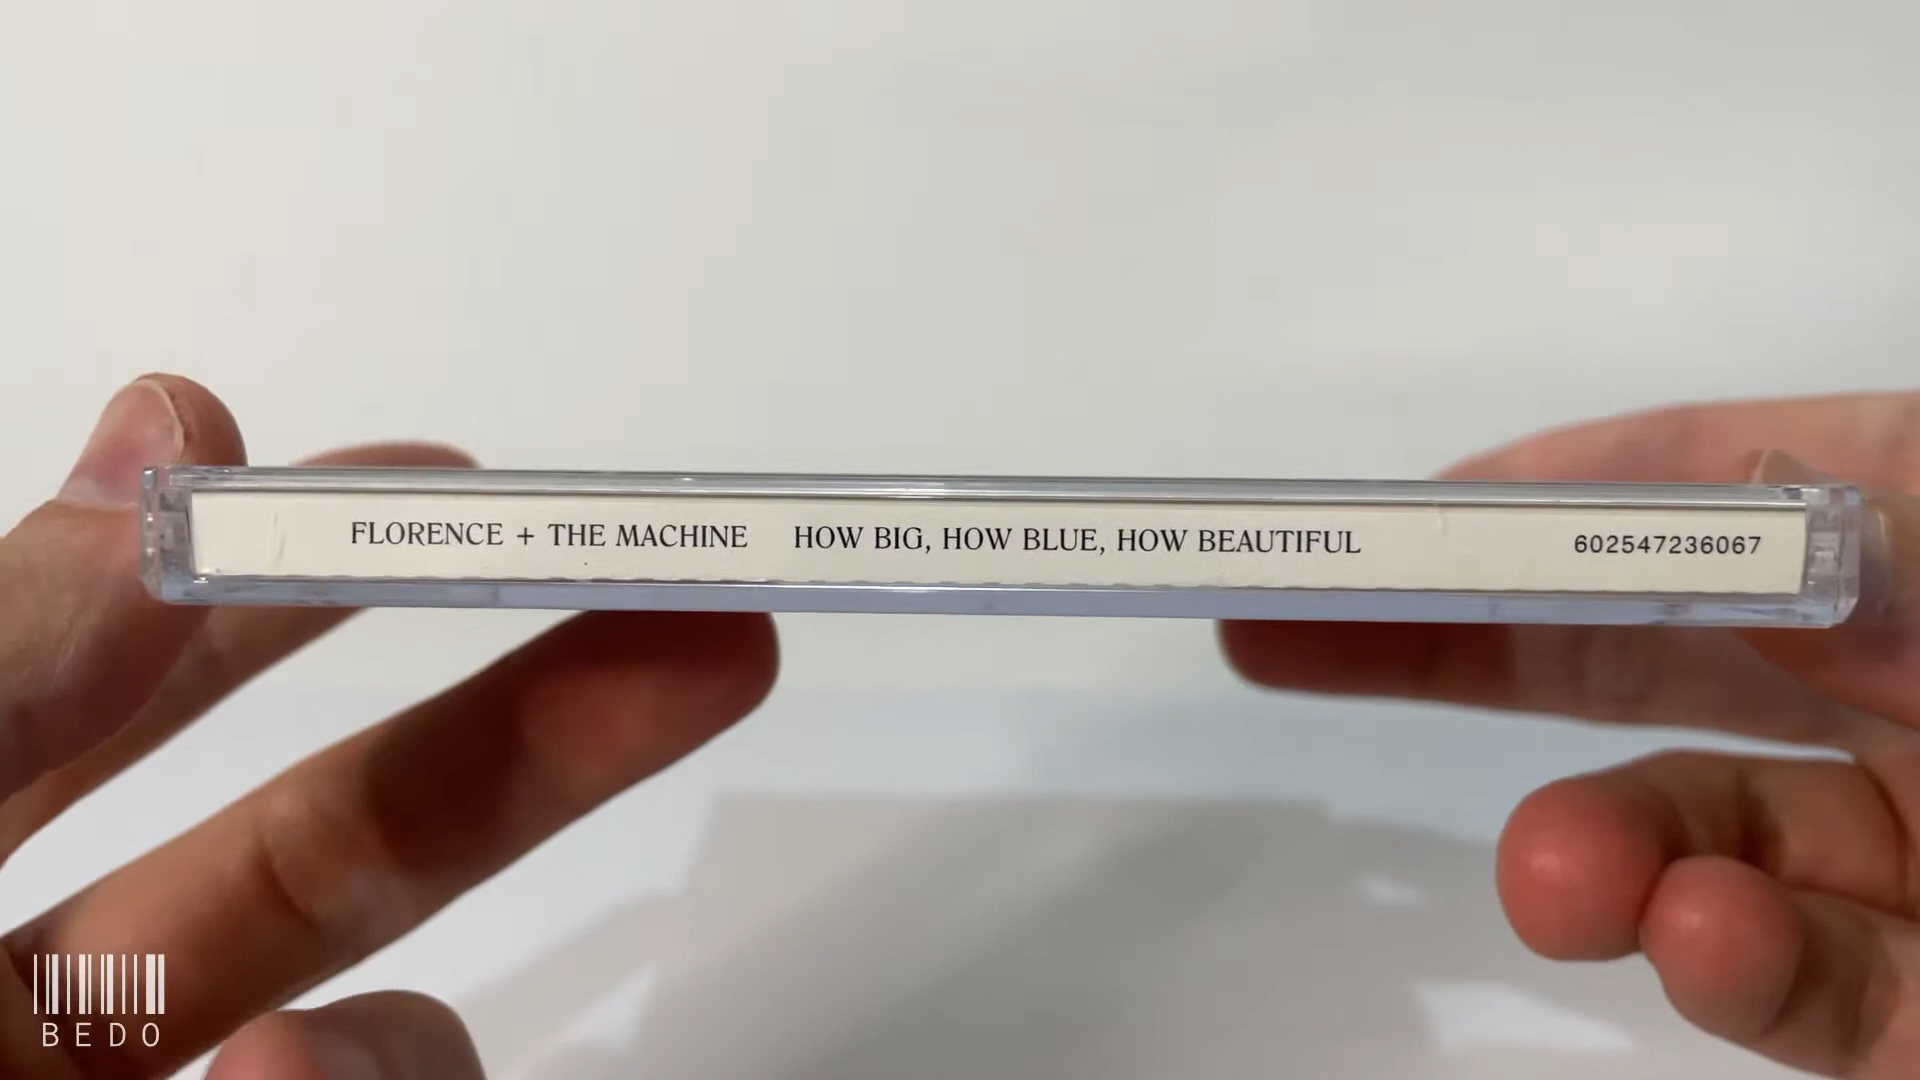 FLORENCE + THE MACHINE HOW BIG, HOW BLUE, HOW BEAUTIFUL 602547236067
BEDO